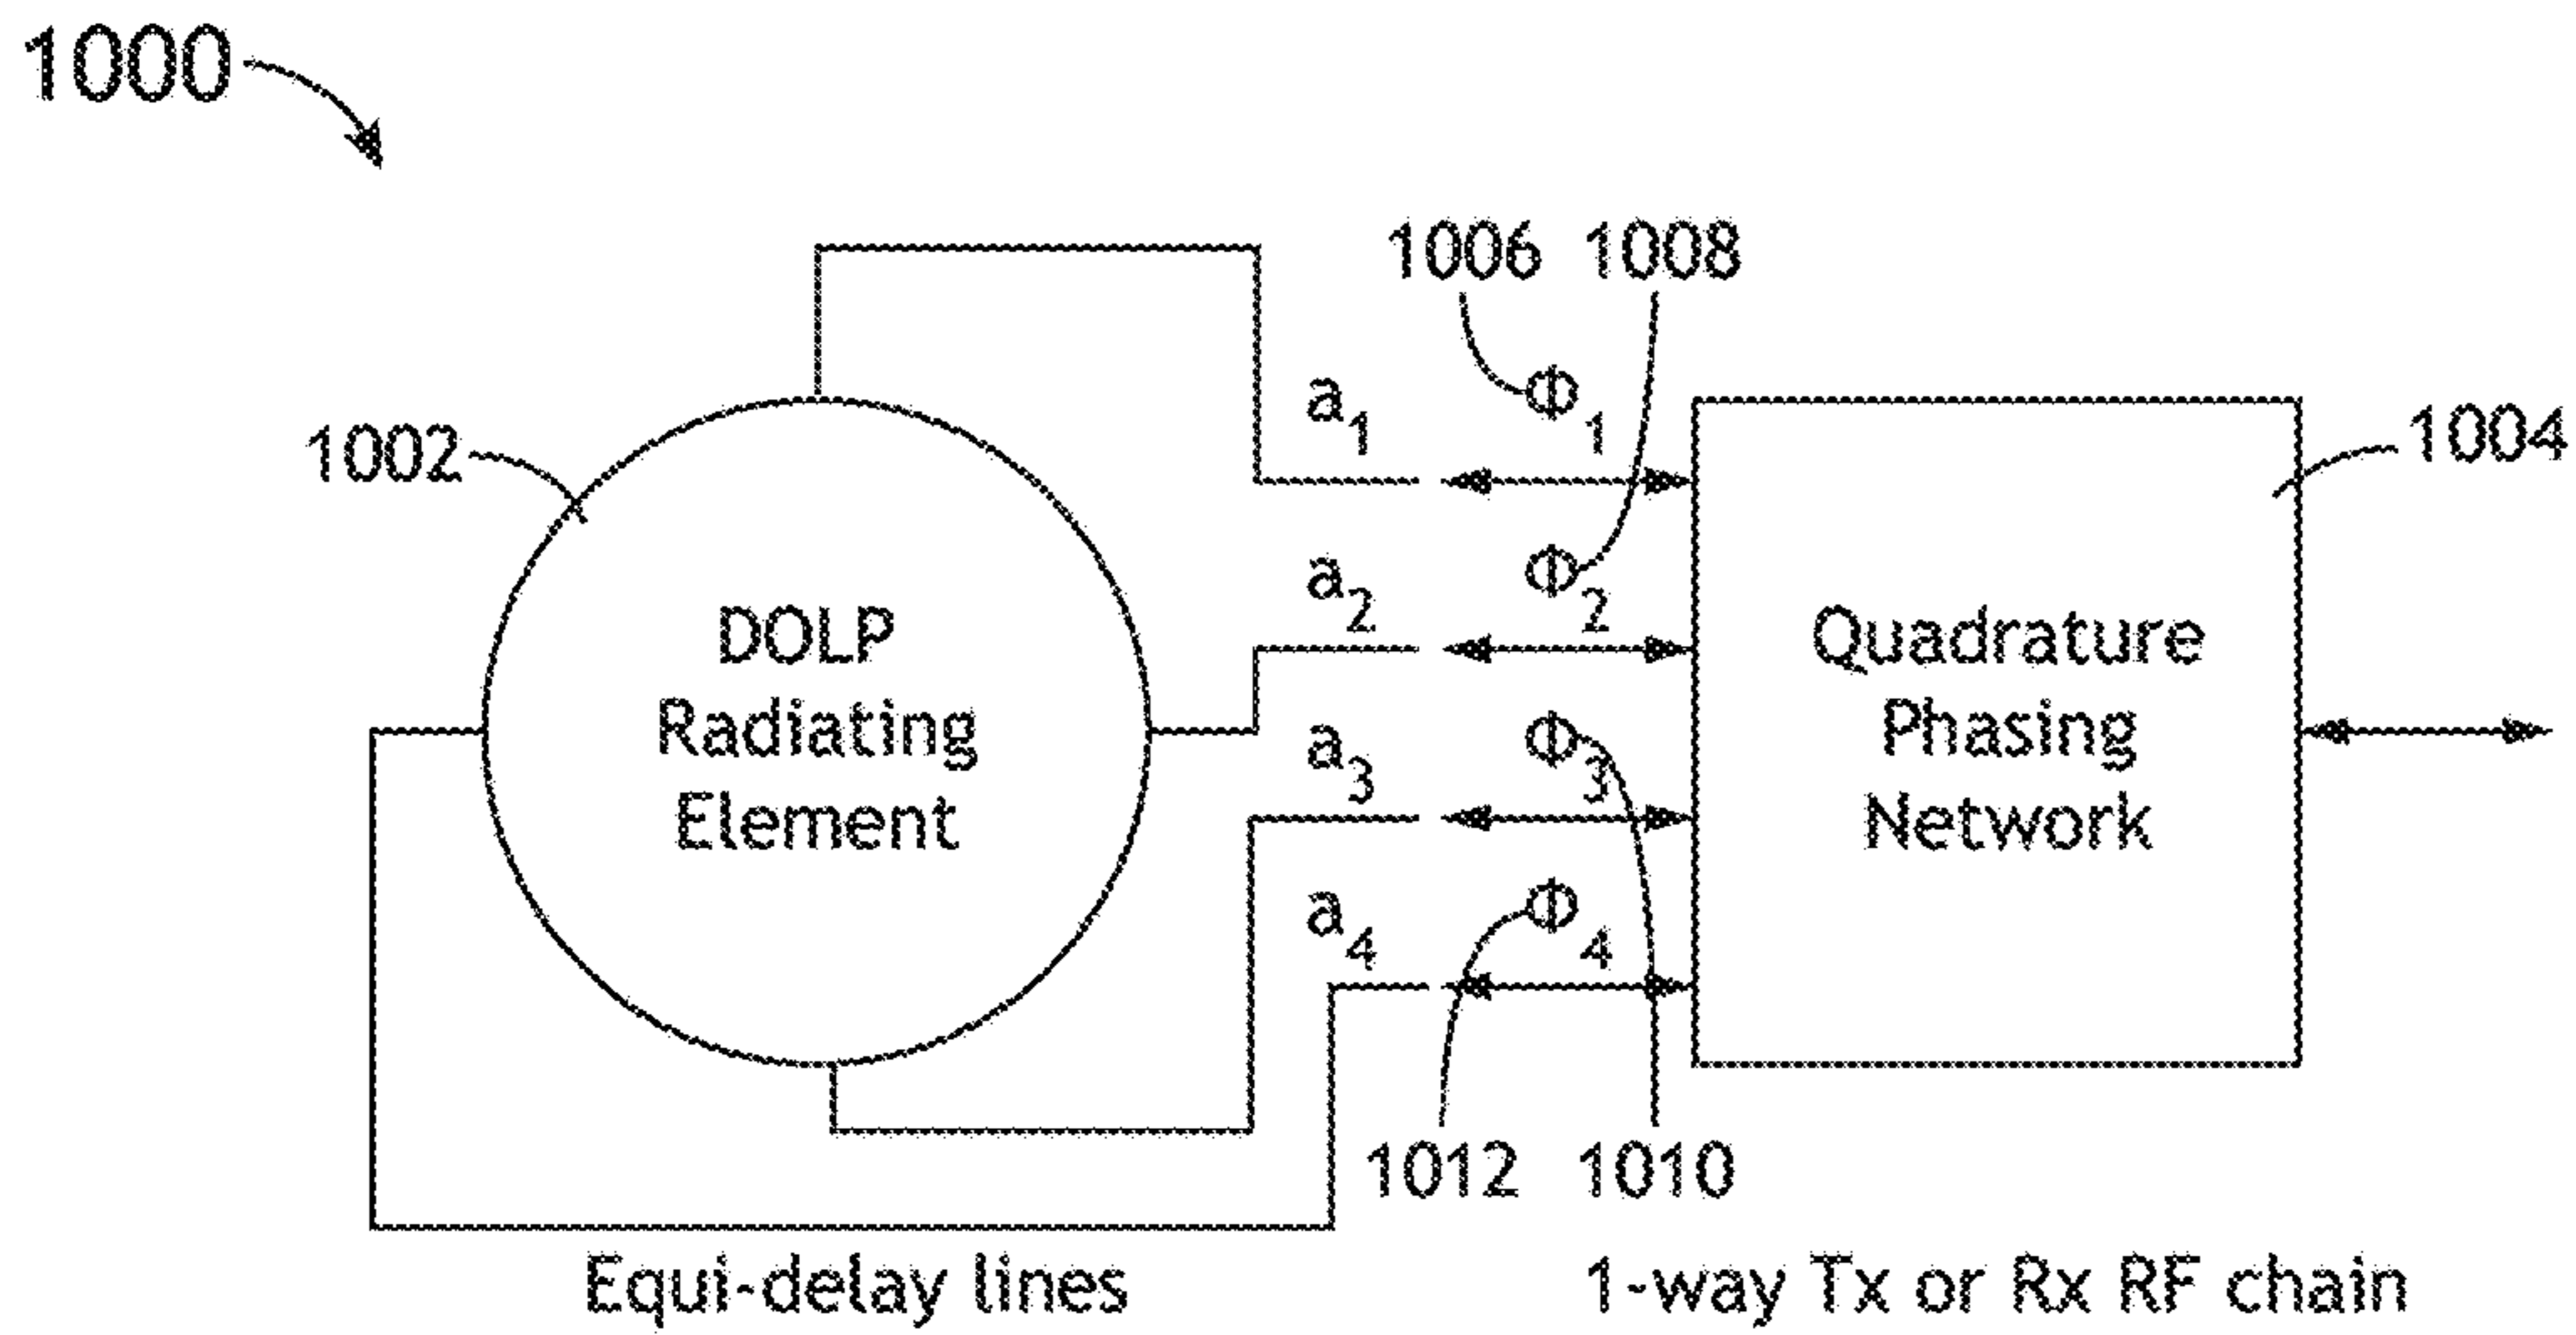 1000
1006 1008
a1 Φ1
1002
1004
a2 Φ2
DOLP
Radiating
Element
Quadrature
Phasing
Network
a3 Φ3
a4 Φ4
1012 1010
Equi-delay lines
1-way Tx or Rx RF chain